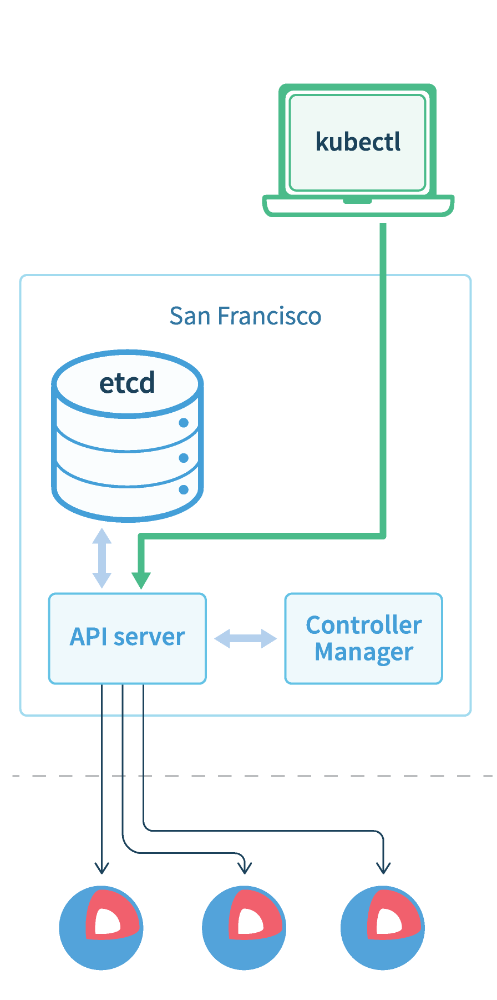 kubectl
San Francisco
etcd
API server
Controller
Manager